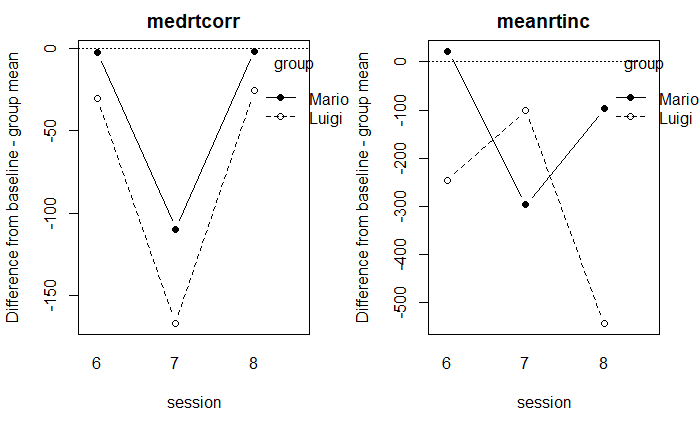 medrtcorr
Difference from baseline - group mean
0
-50
-100
-150
group
Mario
Luigi
6 7 8
session
meanrtinc
Difference from baseline - group mean
0
-100
-200
-300
-400
-500
group
Mario
Luigi
6 7 8
session